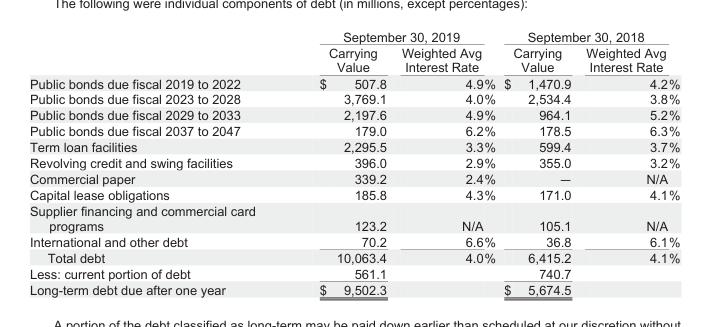 The following were individual components of debt (in millions, except percentages):
September 30, 2019 September 30, 2018
Carrying Weighted Avg Carrying Weighted Avg
Value Interest Rate Value Interest Rate
Public bonds due fiscal 2019 to 2022 $ 507.8 4.9% $ 1,470.9 4.2%
Public bonds due fiscal 2023 to 2028 3,769.1 4.0% 2,534.4 3.8%
Public bonds due fiscal 2029 to 2033 2,197.6 4.9% 964.1 5.2%
Public bonds due fiscal 2037 to 2047 179.0 6.2% 178.5 6.3%
Term loan facilities 2,295.5 3.3% 599.4 3.7%
Revolving credit and swing facilities 396.0 2.9% 355.0 3.2%
Commercial paper 339.2 2.4% — N/A
Capital lease obligations 185.8 4.3% 171.0 4.1%
Supplier financing and commercial card
programs 123.2 N/A 105.1 N/A
International and other debt 70.2 6.6% 36.8 6.1%
Total debt 10,063.4 4.0% 6,415.2 4.1%
Less: current portion of debt 561.1 740.7
Long-term debt due after one year $ 9,502.3 $ 5,674.5
A portion of the debt classified as long-term may be paid down earlier than scheduled at our discretion without